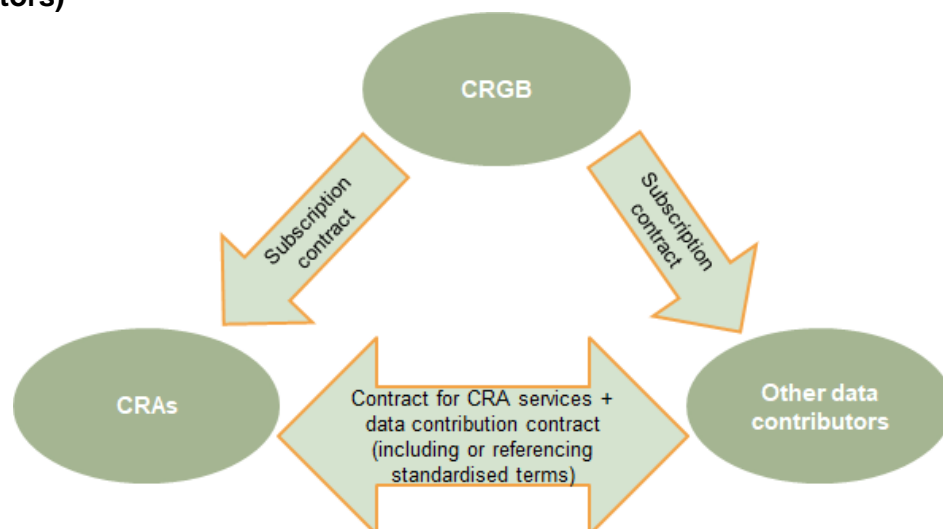 tors)
CRGB
Subscription
contract
Subscription
contract
CRAs
Contract for CRA services +
data contribution contract
(including or referencing
standardised terms)
Other data
contributors